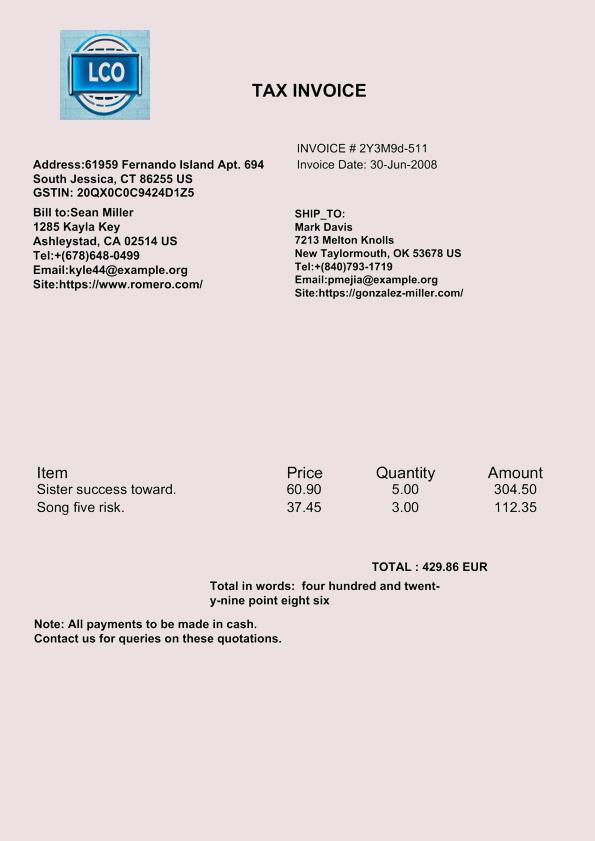 LCO
TAX INVOICE
INVOICE # 2Y3M9d-511
Invoice Date: 30-Jun-2008
Address:61959 Fernando Island Apt. 694
South Jessica, CT 86255 US
GSTIN: 20QX0C0C9424D1Z5
Bill to:Sean Miller
1285 Kayla Key
Ashleystad, CA 02514 US
Tel:+(678)648-0499
Email:kyle44@example.org
Site:https://www.romero.com/
SHIP_TO:
Mark Davis
7213 Melton Knolls
New Taylormouth, OK 53678 US
Tel:+(840)793-1719
Email:pmejia@example.org
Site:https://gonzalez-miller.com/
Item Price Quantity Amount
Sister success toward. 60.90 5.00 304.50
Song five risk. 37.45 3.00 112.35
TOTAL : 429.86 EUR
Total in words:  four hundred and twent-
y-nine point eight six
Note: All payments to be made in cash.
Contact us for queries on these quotations.